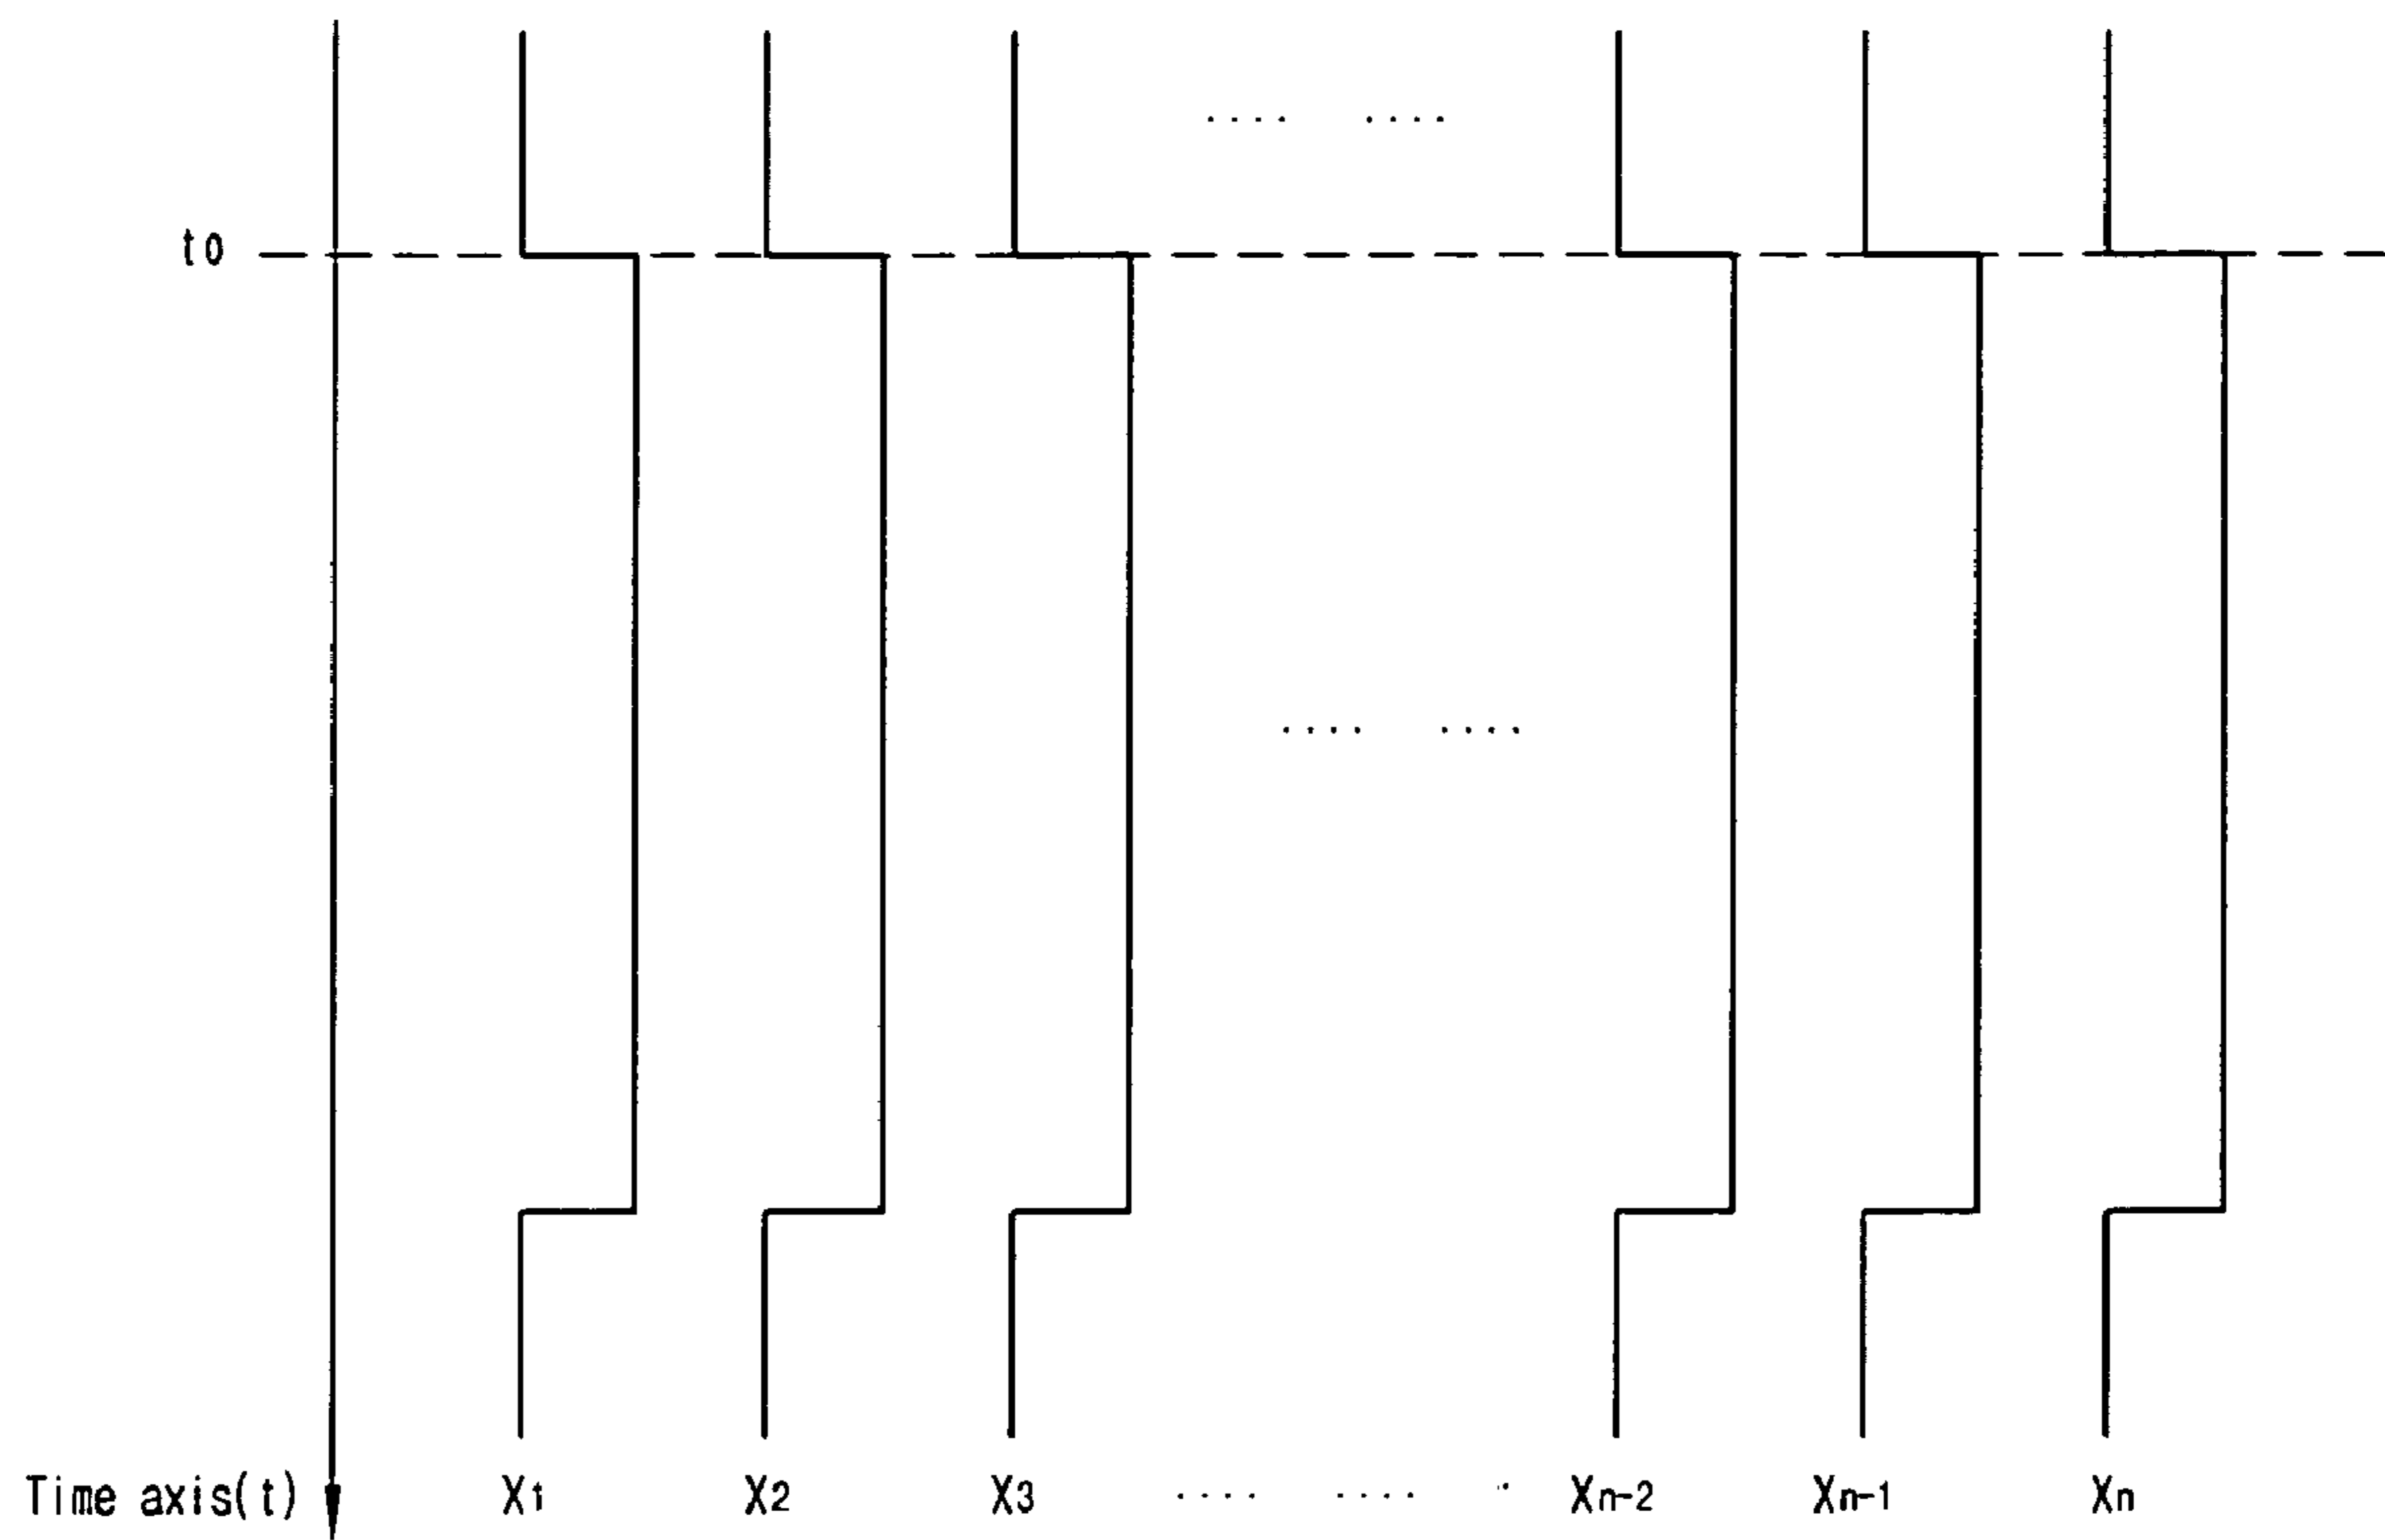 to
Time axis(t) X1 X2 X3 .... .... Xn-2 Xn-1 Xn